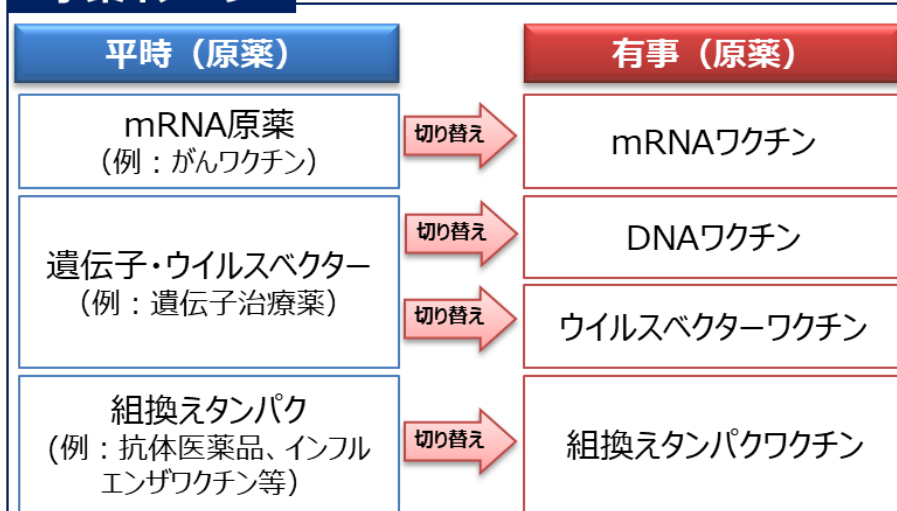 平時（原薬）
有事（原薬）
mRNA原薬
（例：がんワクチン）
切り替え
mRNAワクチン
遺伝子・ウイルスベクター
（例：遺伝子治療薬）
切り替え
DNAワクチン
切り替え
ウイルスベクターワクチン
組換えタンパク
(例：抗体医薬品、インフル
エンザワクチン等）
切り替え
組換えタンパクワクチン